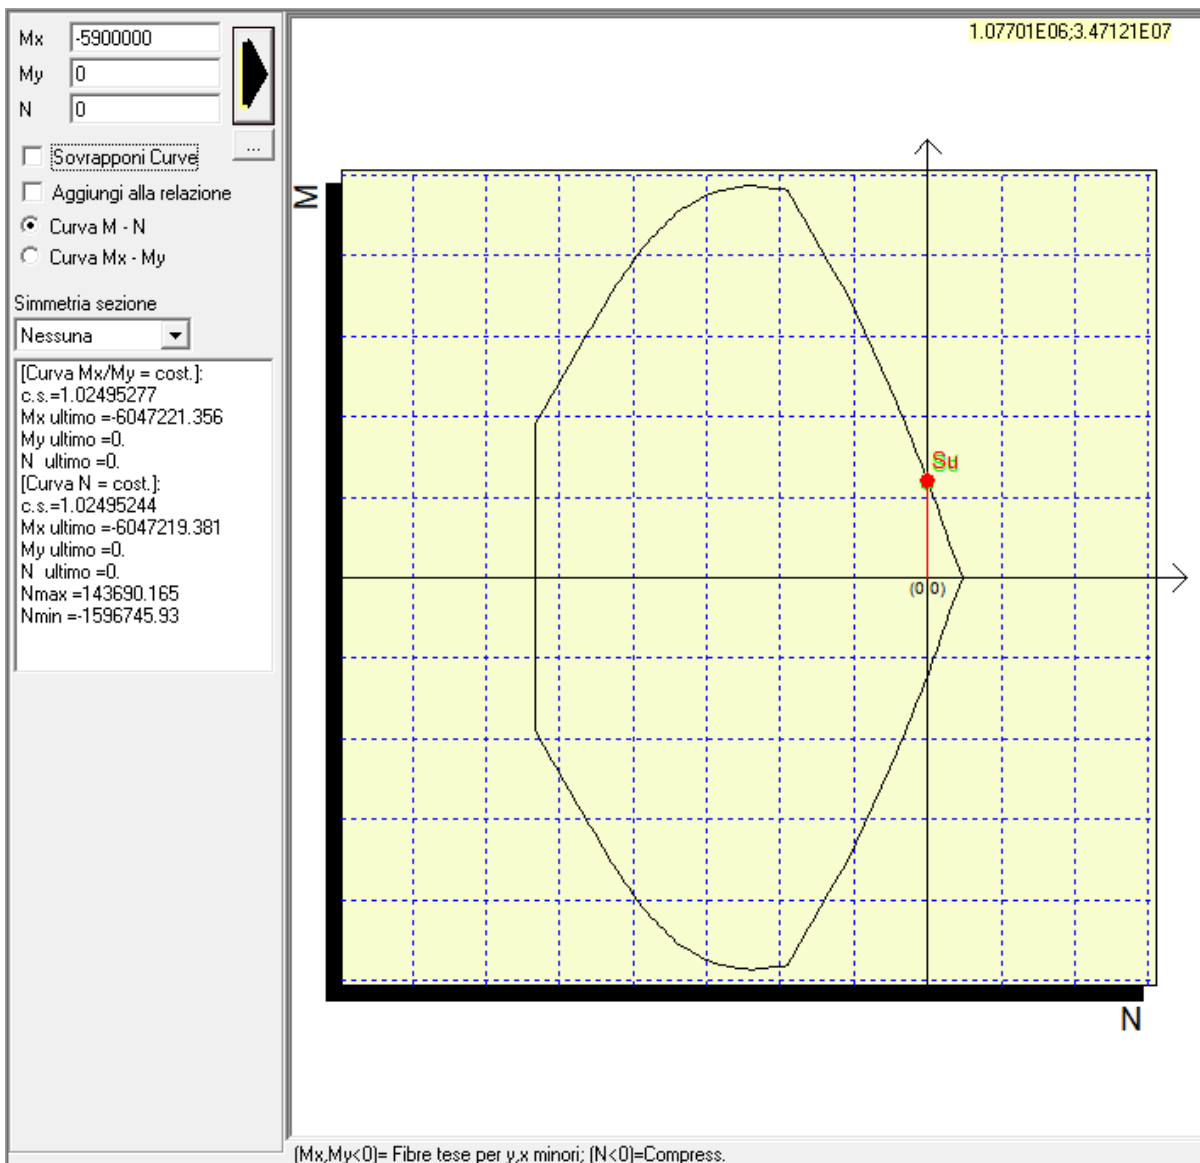 Mx -5900000
My 0
N 0
...
Sovrapponi Curve
Aggiungi alla relazione
Curva M - N
Curva Mx - My
Simmetria sezione
Nessuna
[Curva Mx/My = cost.]:
c.s.=1.02495277
Mx ultimo =-6047221.356
My ultimo =0.
N ultimo =0.
[Curva N = cost.]:
c.s.=1.02495244
Mx ultimo =-6047219.381
My ultimo =0.
N ultimo =0.
Nmax =143690.165
Nmin =-1596745.93
1.07701E06;3.47121E07
M
Su
(0 0)
N
(Mx,My<0)= Fibre tese per y,x minori; (N<0)=Compress.